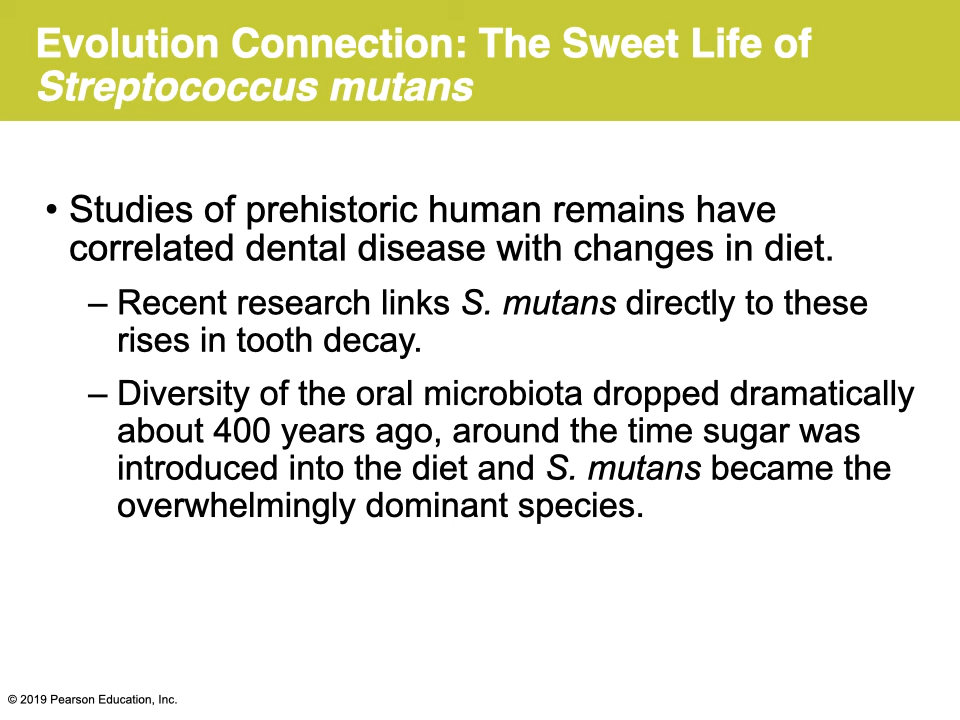 Evolution Connection: The Sweet Life of
Streptococcus mutans
• Studies of prehistoric human remains have
correlated dental disease with changes in diet.
– Recent research links S. mutans directly to these
rises in tooth decay.
– Diversity of the oral microbiota dropped dramatically
about 400 years ago, around the time sugar was
introduced into the diet and S. mutans became the
overwhelmingly dominant species.
© 2019 Pearson Education, Inc.